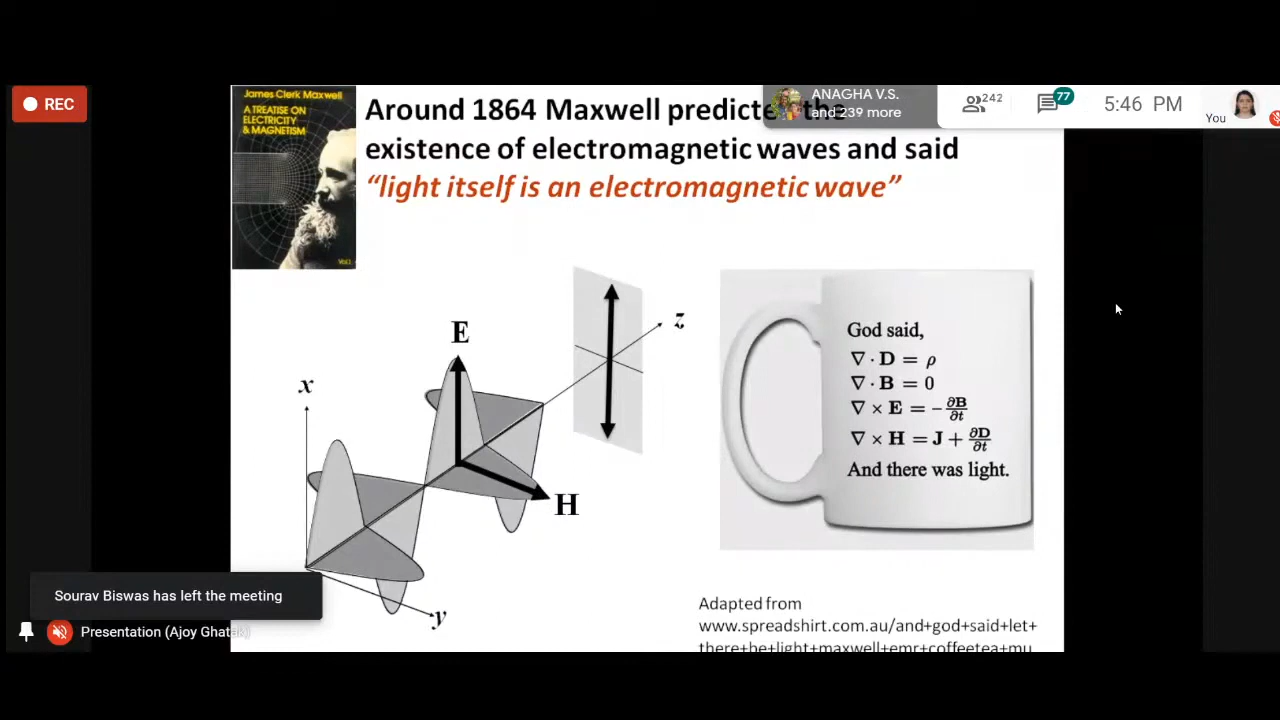 REC
James Clerk Maxwell
A TREATISE ON
ELECTRICITY
& MAGNETISM
Vol.1
Around 1864 Maxwell predicted the
existence of electromagnetic waves and said
“light itself is an electromagnetic wave”
ANAGHA V.S.
and 239 more
242
77
5:46 PM
You
E
x
z
H
y
God said,
∇ · D = ρ
∇ · B = 0
∇ × E = −∂B/∂t
∇ × H = J + ∂D/∂t
And there was light.
Sourav Biswas has left the meeting
Presentation (Ajoy Ghatak)
Adapted from
www.spreadshirt.com.au/and+god+said+let+
there+be+light+maxwell+emr+coffeetea+mu